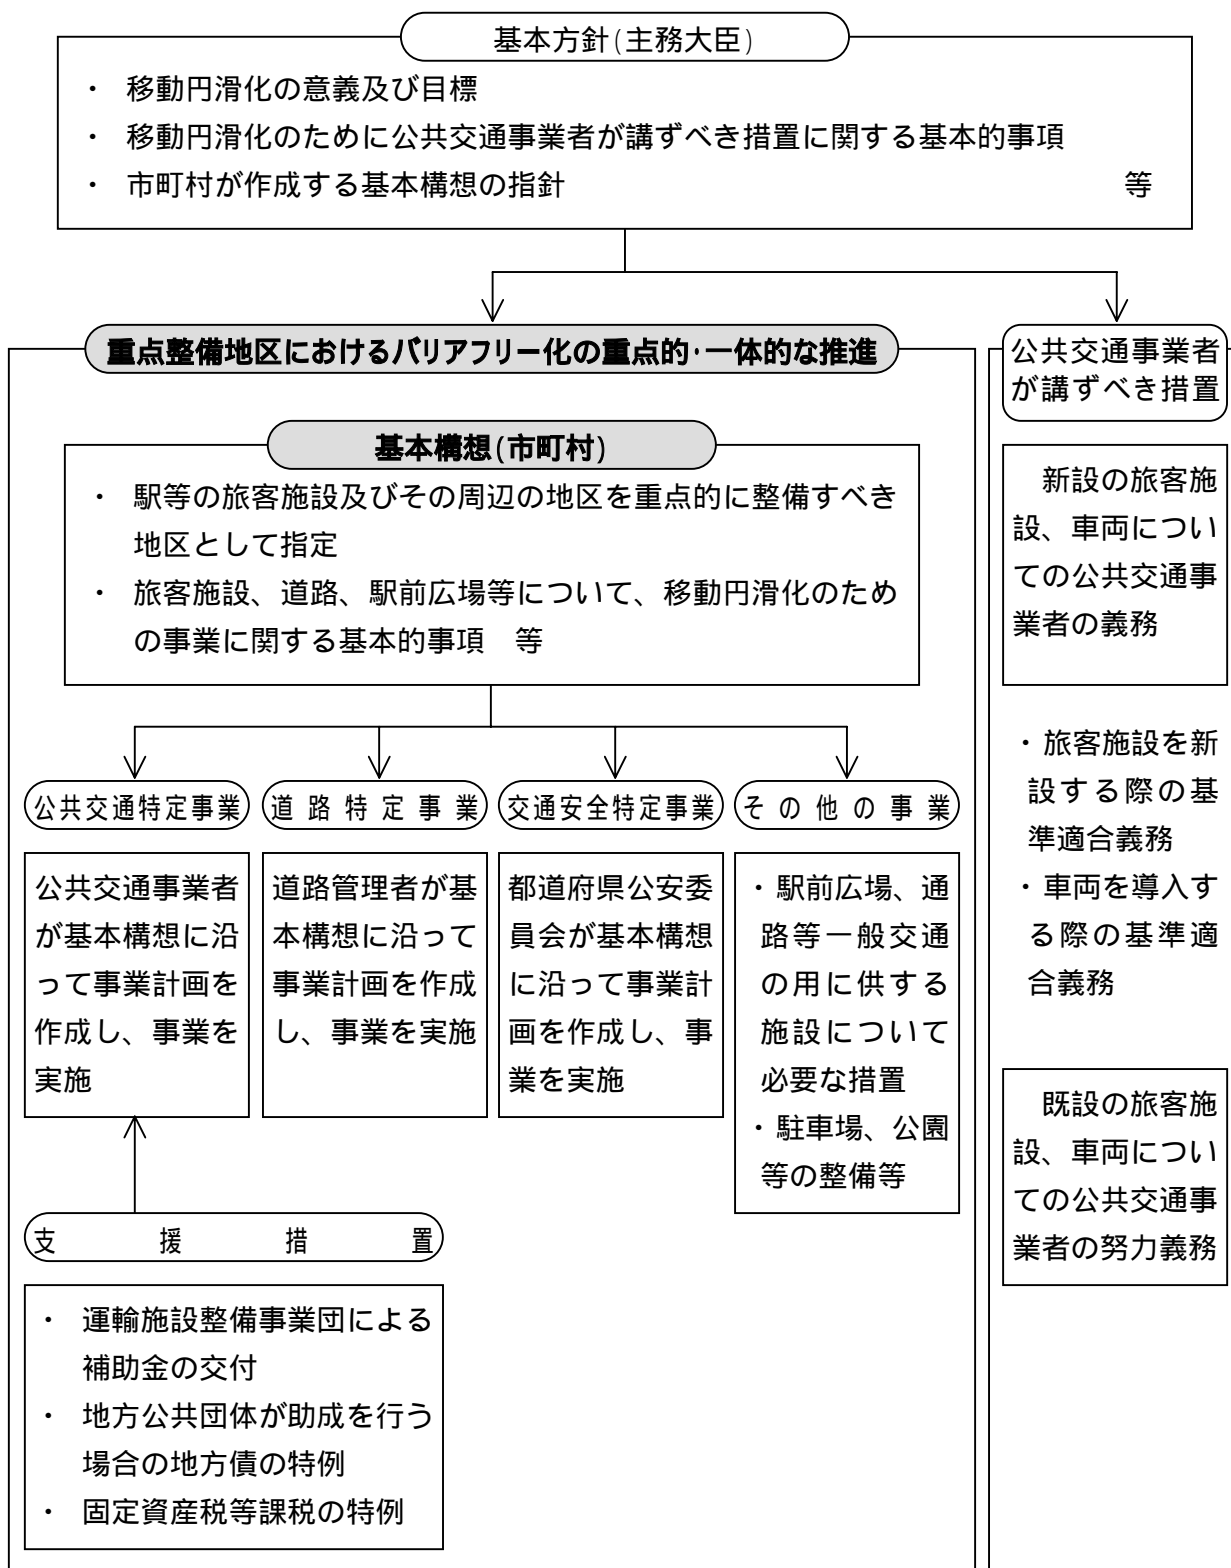 基本方針(主務大臣)
・ 移動円滑化の意義及び目標
・ 移動円滑化のために公共交通事業者が講ずべき措置に関する基本的事項
・ 市町村が作成する基本構想の指針 等
重点整備地区におけるバリアフリー化の重点的・一体的な推進
基本構想(市町村)
・ 駅等の旅客施設及びその周辺の地区を重点的に整備すべき
地区として指定
・ 旅客施設、道路、駅前広場等について、移動円滑化のため
の事業に関する基本的事項 等
公共交通特定事業
公共交通事業者
が基本構想に沿
って事業計画を
作成し、事業を
実施
道路特定事業
道路管理者が基
本構想に沿って
事業計画を作成
し、事業を実施
交通安全特定事業
都道府県公安委
員会が基本構想
に沿って事業計
画を作成し、事
業を実施
その他の事業
・駅前広場、通
路等一般交通
の用に供する
施設について
必要な措置
・駐車場、公園
等の整備等
支援措置
・ 運輸施設整備事業団による
補助金の交付
・ 地方公共団体が助成を行う
場合の地方債の特例
・ 固定資産税等課税の特例
公共交通事業者
が講ずべき措置
新設の旅客施
設、車両につい
ての公共交通事
業者の義務
・旅客施設を新
設する際の基
準適合義務
・車両を導入す
る際の基準適
合義務
既設の旅客施
設、車両につい
ての公共交通事
業者の努力義務